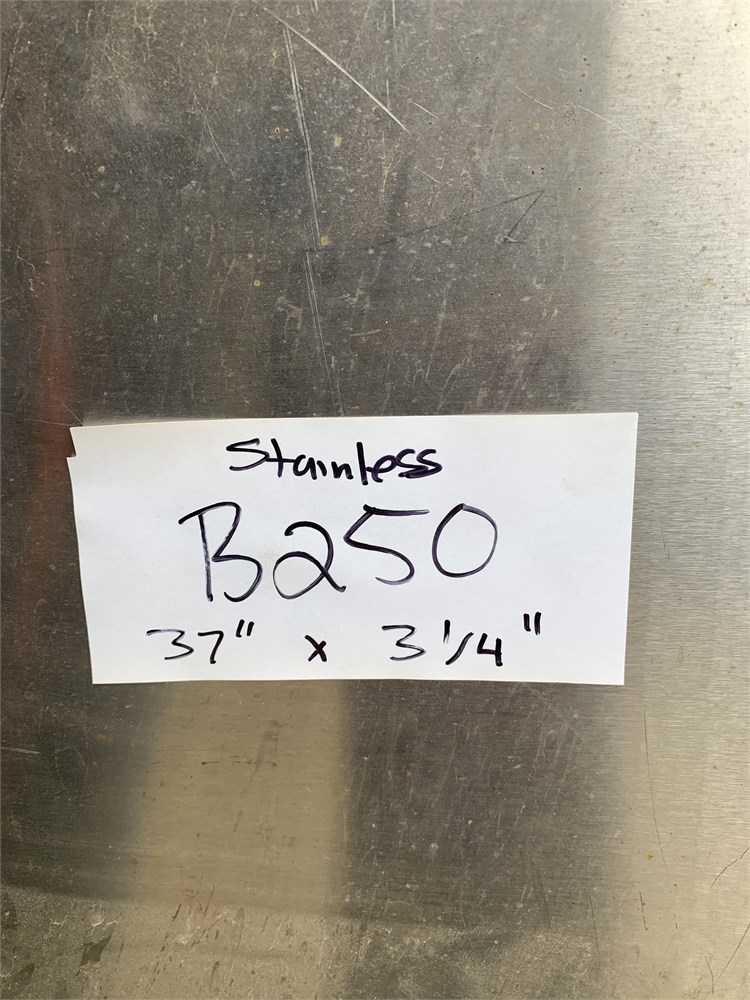 Stainless
B250
37" x 3 1/4"